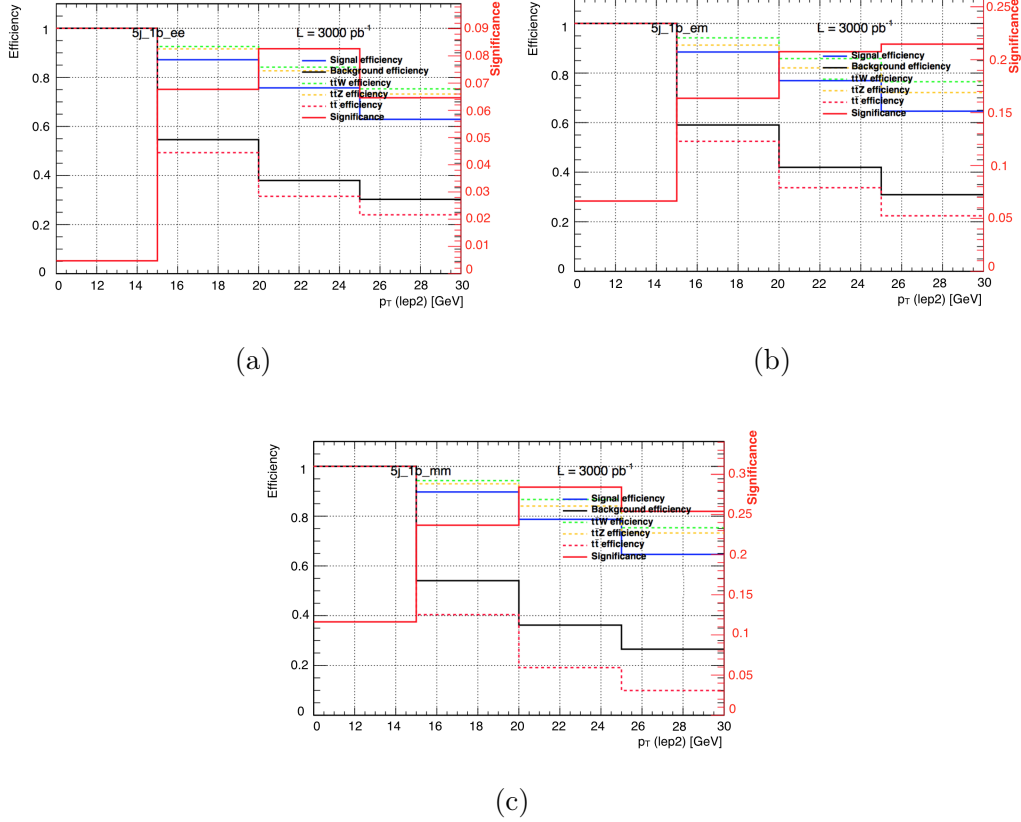 5j_1b_ee
L = 3000 pb-1
Efficiency
Significance
1
0.8
0.6
0.4
0.2
0
0.09
0.08
0.07
0.06
0.05
0.04
0.03
0.02
0.01
0
Signal efficiency
Background efficiency
ttW efficiency
ttZ efficiency
tt efficiency
Significance
0 12 14 16 18 20 22 24 26 28 30
pT (lep2) [GeV]
(a)
5j_1b_em
L = 3000 pb-1
Efficiency
Significance
1
0.8
0.6
0.4
0.2
0
0.25
0.2
0.15
0.1
0.05
0
Signal efficiency
Background efficiency
tt̄W efficiency
tt̄Z efficiency
tt̄ efficiency
Significance
0 12 14 16 18 20 22 24 26 28 30
pT (lep2) [GeV]
(b)
5j_1b_mm
L = 3000 pb-1
Efficiency
Significance
1
0.8
0.6
0.4
0.2
0
0.3
0.25
0.2
0.15
0.1
0.05
0
Signal efficiency
Background efficiency
tt̄W efficiency
tt̄Z efficiency
tt̄ efficiency
Significance
0 12 14 16 18 20 22 24 26 28 30
pT (lep2) [GeV]
(c)